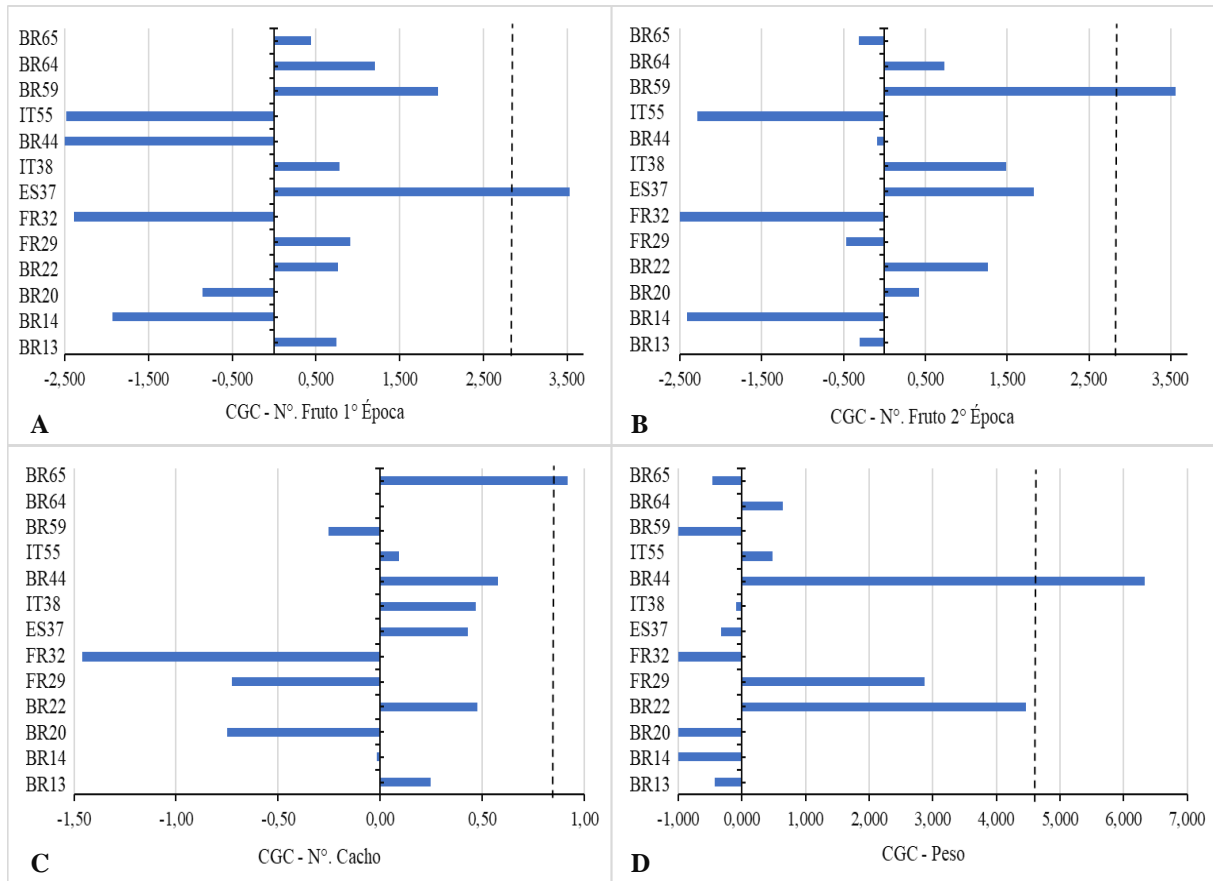 BR65
BR64
BR59
IT55
BR44
IT38
ES37
FR32
FR29
BR22
BR20
BR14
BR13
-2,500 -1,500 -0,500 0,500 1,500 2,500 3,500
CGC - N°. Fruto 1° Época
A
BR65
BR64
BR59
IT55
BR44
IT38
ES37
FR32
FR29
BR22
BR20
BR14
BR13
-2,500 -1,500 -0,500 0,500 1,500 2,500 3,500
CGC - N°. Fruto 2° Época
B
BR65
BR64
BR59
IT55
BR44
IT38
ES37
FR32
FR29
BR22
BR20
BR14
BR13
-1,50 -1,00 -0,50 0,00 0,50 1,00
CGC - N°. Cacho
C
BR65
BR64
BR59
IT55
BR44
IT38
ES37
FR32
FR29
BR22
BR20
BR14
BR13
-1,000 0,000 1,000 2,000 3,000 4,000 5,000 6,000 7,000
CGC - Peso
D